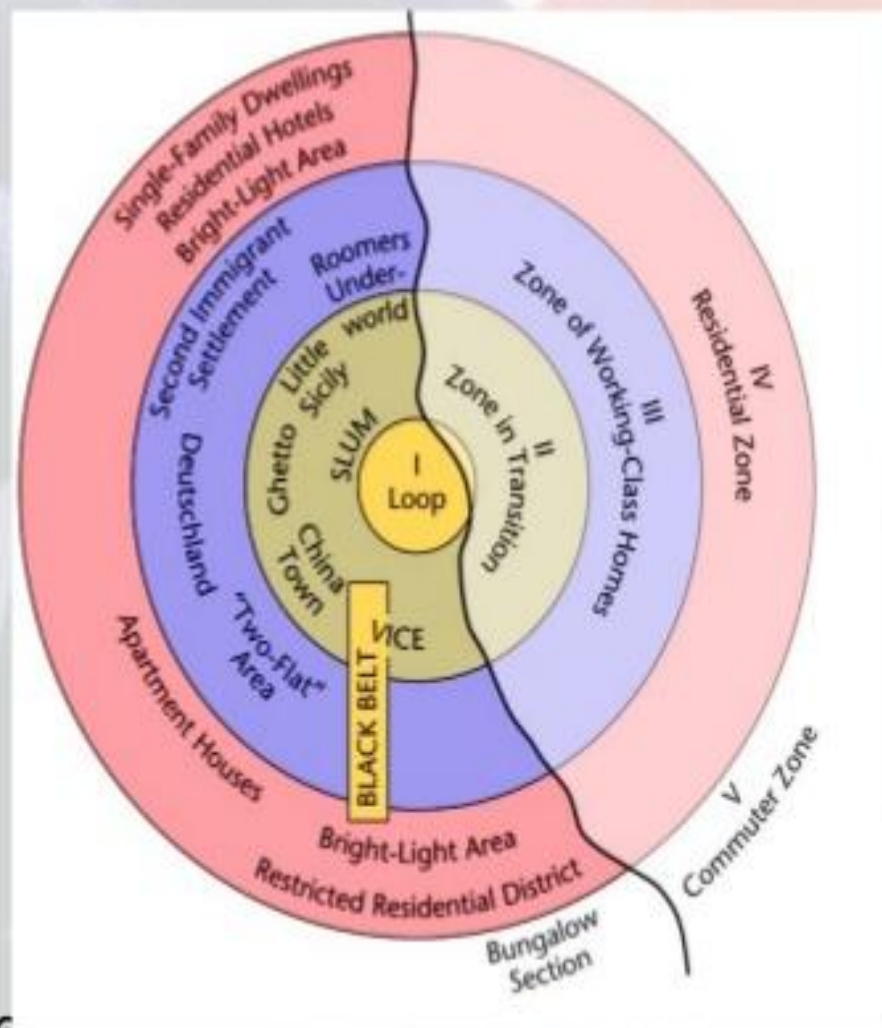 Single-Family Dwellings
Residential Hotels
Bright-Light Area
Second Immigrant
Settlement
Roomers
Under-
world
Little
Sicily
Ghetto
SLUM
I
Loop
China
Town
VICE
BLACK BELT
Deutschland
"Two-Flat"
Area
Apartment Houses
Bright-Light Area
Restricted Residential District
Bungalow
Section
II
Zone in Transition
III
Zone of Working-Class Homes
IV
Residential Zone
V
Commuter Zone